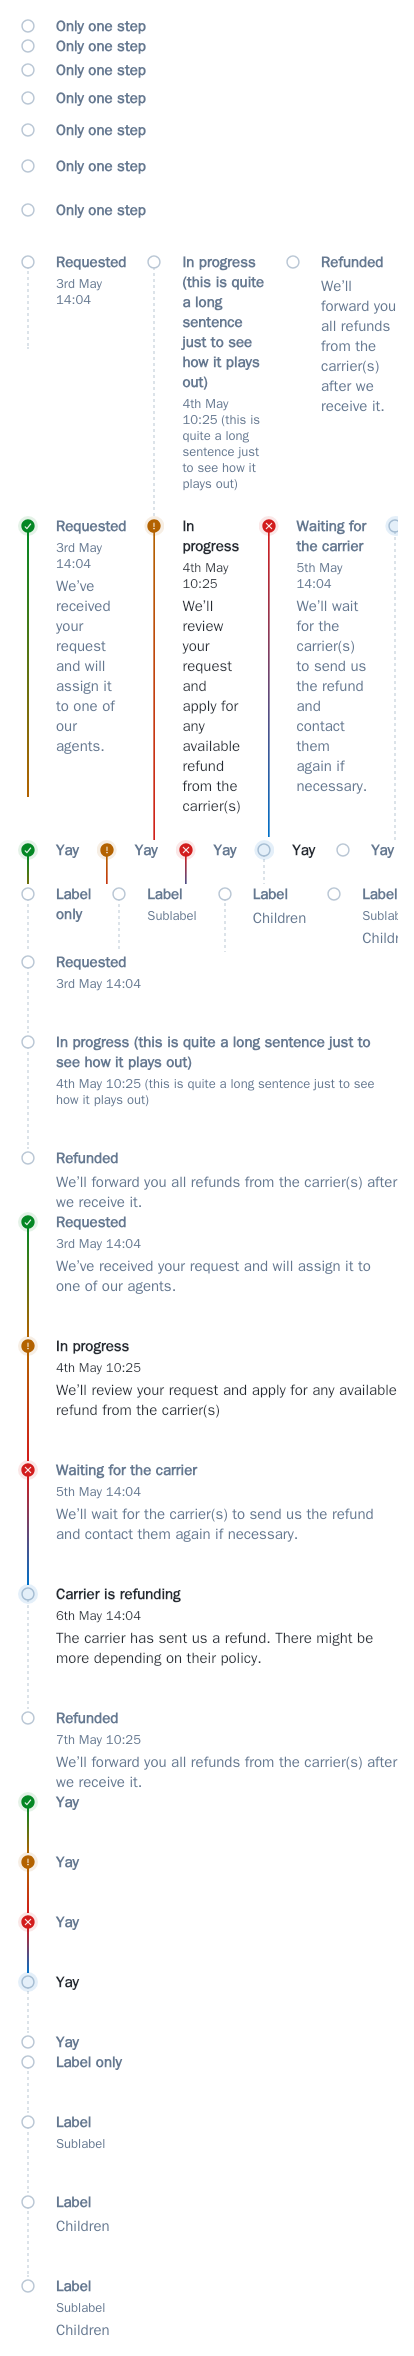 Only one step
Only one step
Only one step
Only one step
Only one step
Only one step
Only one step
Requested
3rd May
14:04
In progress
(this is quite
a long
sentence
just to see
how it plays
out)
4th May
10:25 (this is
quite a long
sentence just
to see how it
plays out)
Refunded
We'll
forward you
all refunds
from the
carrier(s)
after we
receive it.
Requested
3rd May
14:04
We've
received
your
request
and will
assign it
to one of
our
agents.
In
progress
4th May
10:25
We'll
review
your
request
and
apply for
any
available
refund
from the
carrier(s)
Waiting for
the carrier
5th May
14:04
We'll wait
for the
carrier(s)
to send us
the refund
and
contact
them
again if
necessary.
Yay
Yay
Yay
Yay
Yay
Label
only
Label
Sublabel
Label
Children
Label
Requested
3rd May 14:04
In progress (this is quite a long sentence just to
see how it plays out)
4th May 10:25 (this is quite a long sentence just to see
how it plays out)
Refunded
We'll forward you all refunds from the carrier(s) after
we receive it.
Requested
3rd May 14:04
We've received your request and will assign it to
one of our agents.
In progress
4th May 10:25
We'll review your request and apply for any available
refund from the carrier(s)
Waiting for the carrier
5th May 14:04
We'll wait for the carrier(s) to send us the refund
and contact them again if necessary.
Carrier is refunding
6th May 14:04
The carrier has sent us a refund. There might be
more depending on their policy.
Refunded
7th May 10:25
We'll forward you all refunds from the carrier(s) after
we receive it.
Yay
Yay
Yay
Yay
Yay
Label only
Label
Sublabel
Label
Children
Label
Sublabel
Children